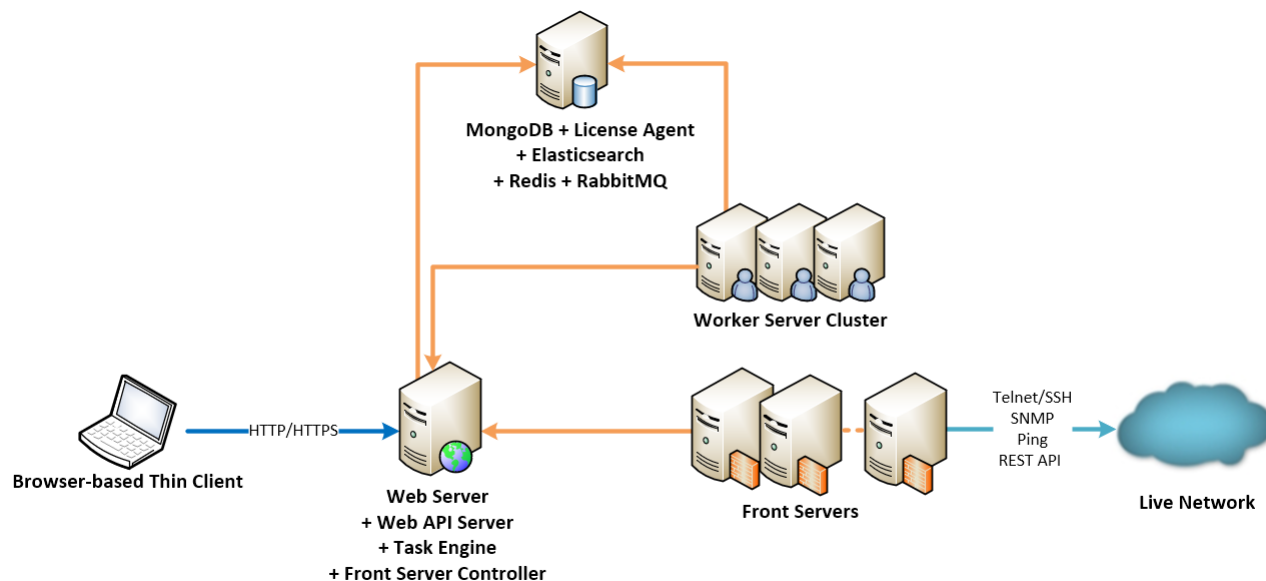 MongoDB + License Agent
+ Elasticsearch
+ Redis + RabbitMQ
Worker Server Cluster
HTTP/HTTPS
Browser-based Thin Client
Web Server
+ Web API Server
+ Task Engine
+ Front Server Controller
Front Servers
Telnet/SSH
SNMP
Ping
REST API
Live Network